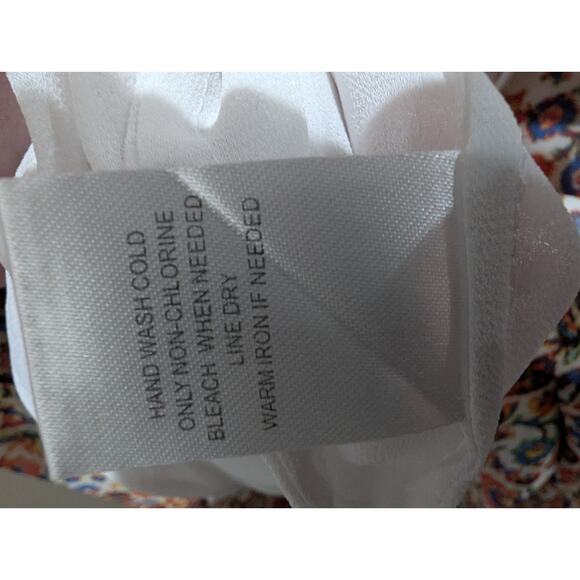 HAND WASH COLD
ONLY NON-CHLORINE
BLEACH WHEN NEEDED
LINE DRY
WARM IRON IF NEEDED